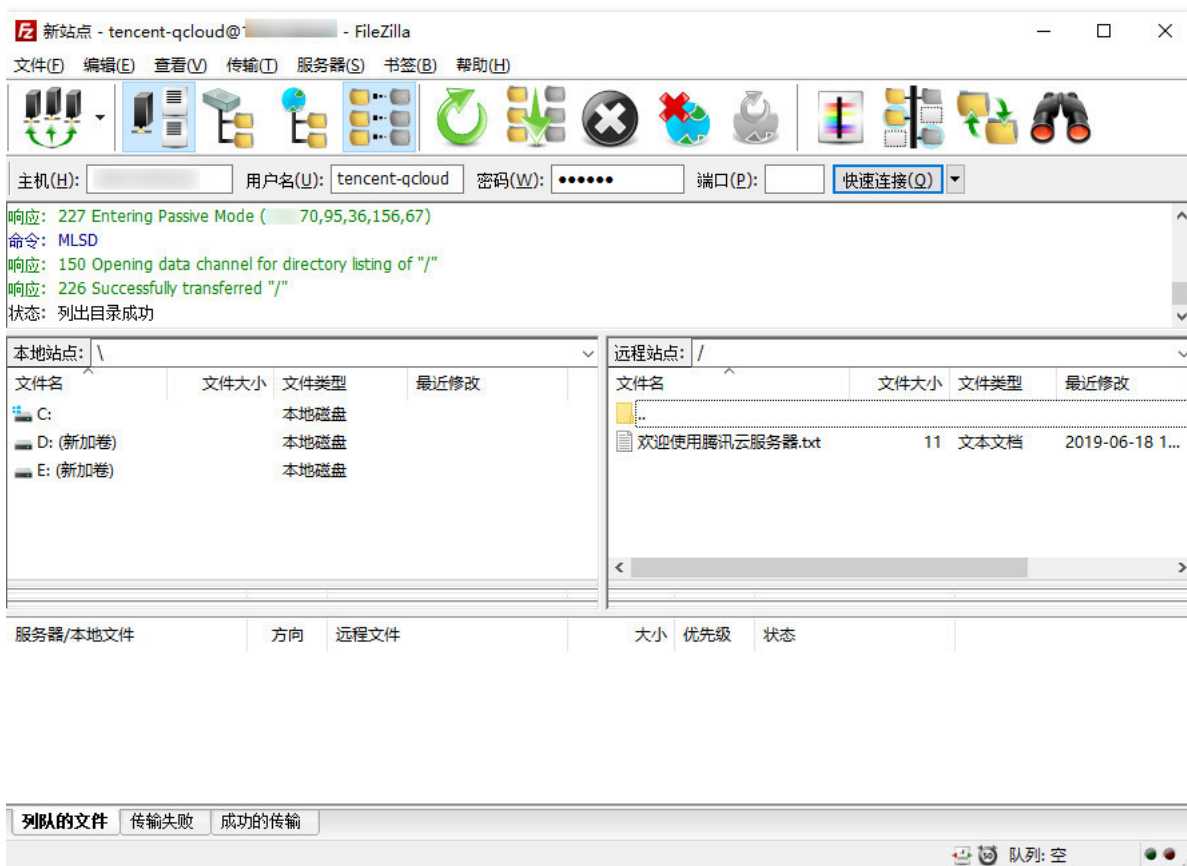 新站点 - tencent-qcloud@ - FileZilla
文件(F) 编辑(E) 查看(V) 传输(T) 服务器(S) 书签(B) 帮助(H)
主机(H): 用户名(U): tencent-qcloud 密码(W): •••••• 端口(P): 快速连接(Q)
响应: 227 Entering Passive Mode ( 70,95,36,156,67)
命令: MLSD
响应: 150 Opening data channel for directory listing of "/"
响应: 226 Successfully transferred "/"
状态: 列出目录成功
本地站点: \ 远程站点: /
文件名 文件大小 文件类型 最近修改 文件名 文件大小 文件类型 最近修改
C: 本地磁盘 ..
D: (新加卷) 本地磁盘 欢迎使用腾讯云服务器.txt 11 文本文档 2019-06-18 1...
E: (新加卷) 本地磁盘
服务器/本地文件 方向 远程文件 大小 优先级 状态
列队的文件 传输失败 成功的传输
队列: 空